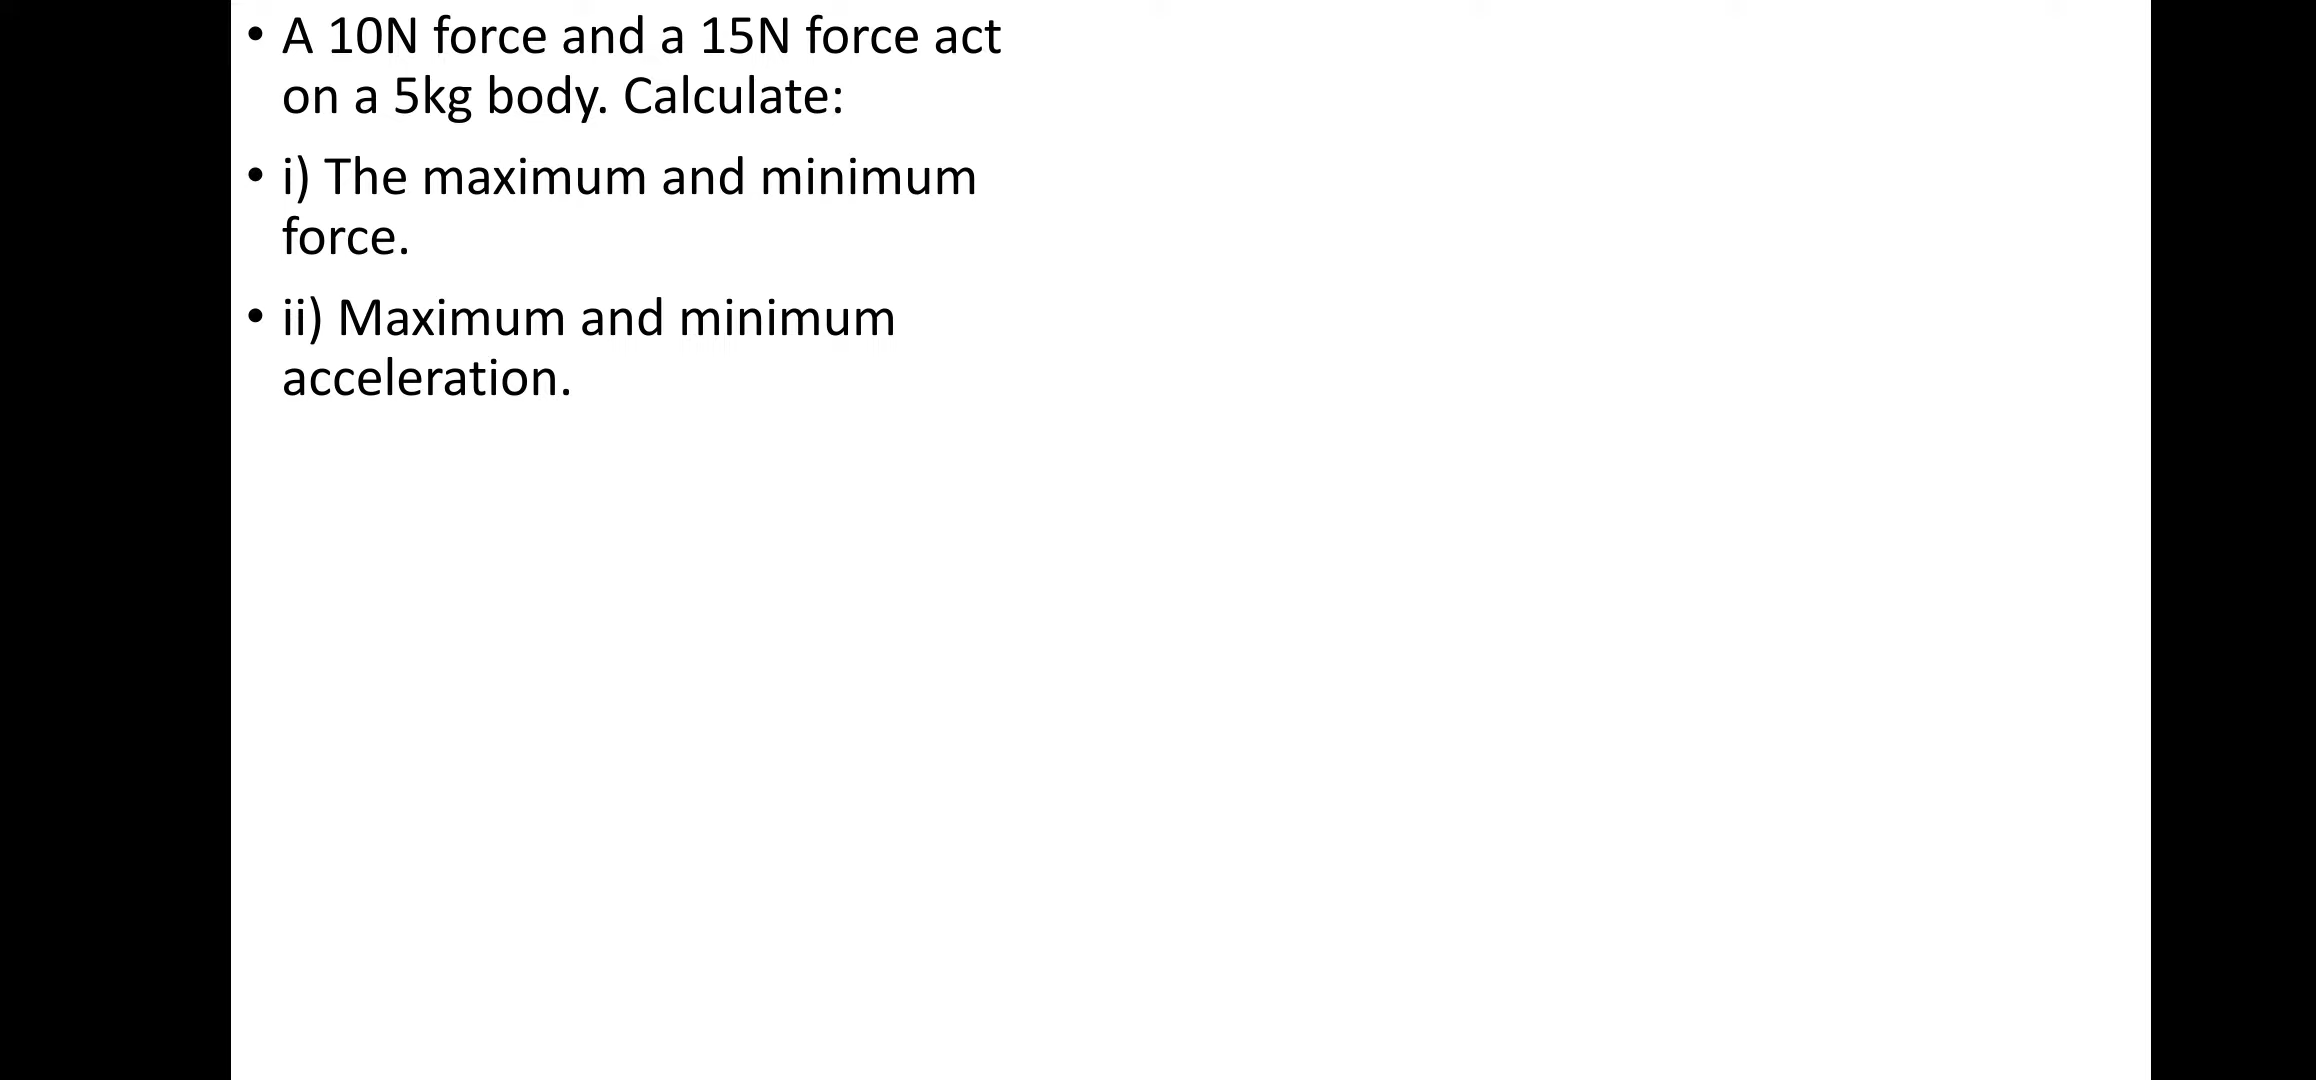 • A 10N force and a 15N force act
on a 5kg body. Calculate:
• i) The maximum and minimum
force.
• ii) Maximum and minimum
acceleration.